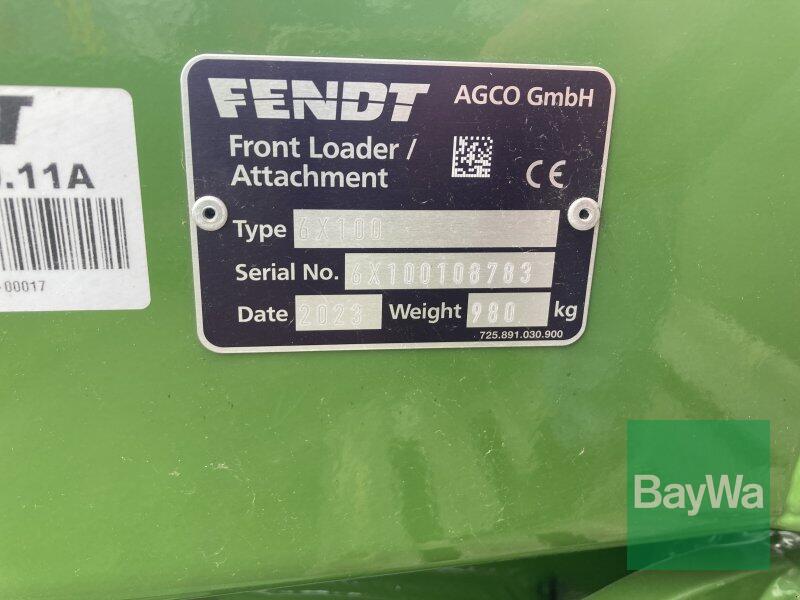 FENDT
AGCO GmbH
Front Loader /
Attachment
CE
Type 6X100
Serial No. 6X100108783
Date 2023 Weight 980 kg
725.891.030.900
.11A
00017
BayWa